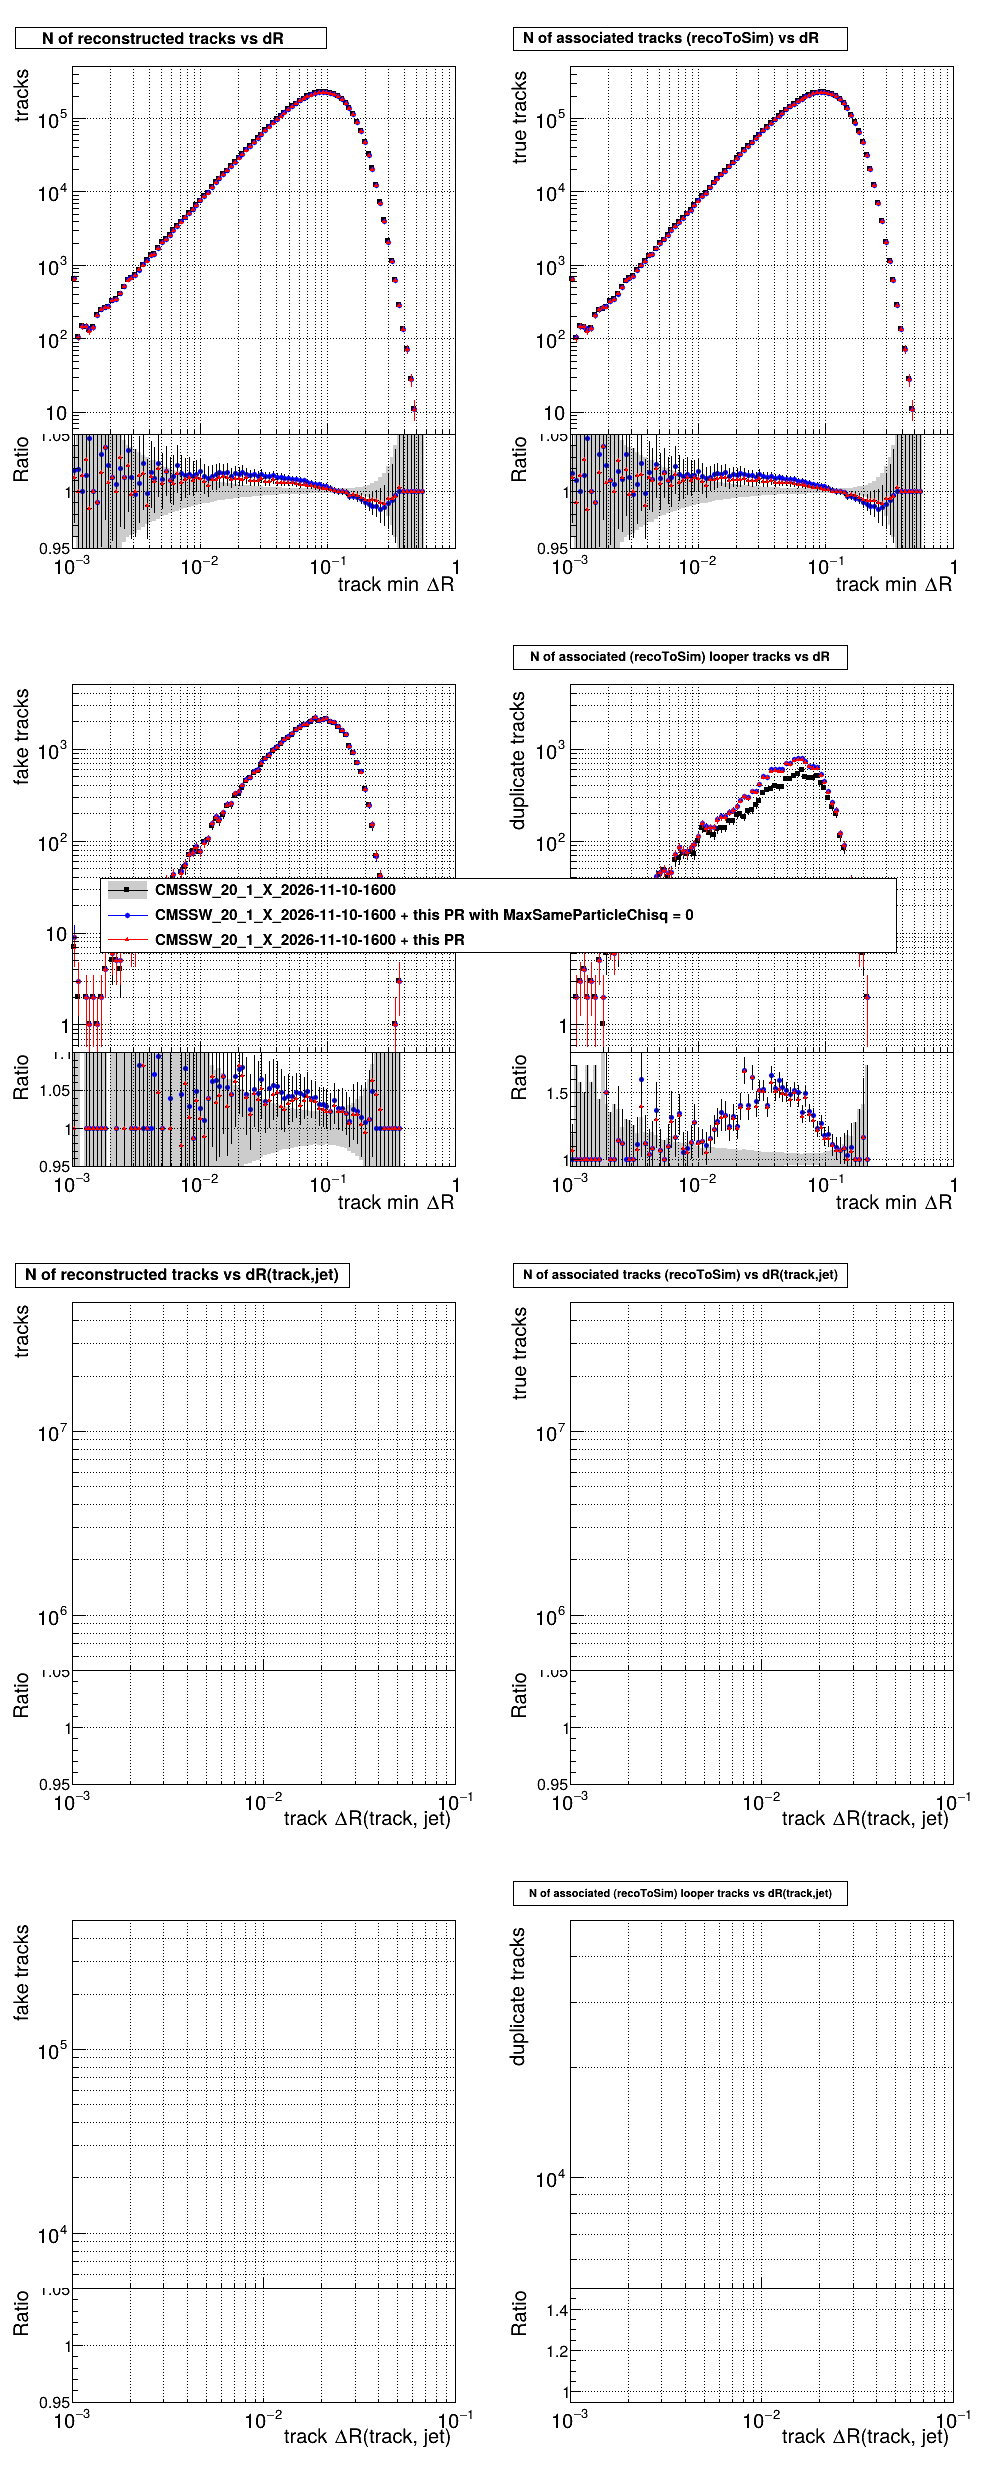 N of reconstructed tracks vs dR
N of associated tracks (recoToSim) vs dR
tracks
10^5
10^4
10^3
10^2
10
Ratio
1.05
1
0.95
10^−3
10^−2
10^−1
1
track min ΔR
true tracks
10^5
10^4
10^3
10^2
10
Ratio
1.05
1
0.95
10^−3
10^−2
10^−1
1
track min ΔR
N of associated (recoToSim) looper tracks vs dR
fake tracks
10^3
10^2
10
1
Ratio
1.1
1.05
1
0.95
10^−3
10^−2
10^−1
1
track min ΔR
duplicate tracks
10^3
10^2
1
Ratio
1.5
1
10^−3
10^−2
10^−1
1
track min ΔR
CMSSW_20_1_X_2026-11-10-1600
CMSSW_20_1_X_2026-11-10-1600 + this PR with MaxSameParticleChisq = 0
CMSSW_20_1_X_2026-11-10-1600 + this PR
N of reconstructed tracks vs dR(track,jet)
N of associated tracks (recoToSim) vs dR(track,jet)
tracks
10^7
10^6
Ratio
1.05
1
0.95
10^−3
10^−2
10^−1
track ΔR(track, jet)
true tracks
10^7
10^6
Ratio
1.05
1
0.95
10^−3
10^−2
10^−1
track ΔR(track, jet)
N of associated (recoToSim) looper tracks vs dR(track,jet)
fake tracks
10^5
10^4
Ratio
1.05
1
0.95
10^−3
10^−2
10^−1
track ΔR(track, jet)
duplicate tracks
10^4
Ratio
1.4
1.2
1
10^−3
10^−2
10^−1
track ΔR(track, jet)